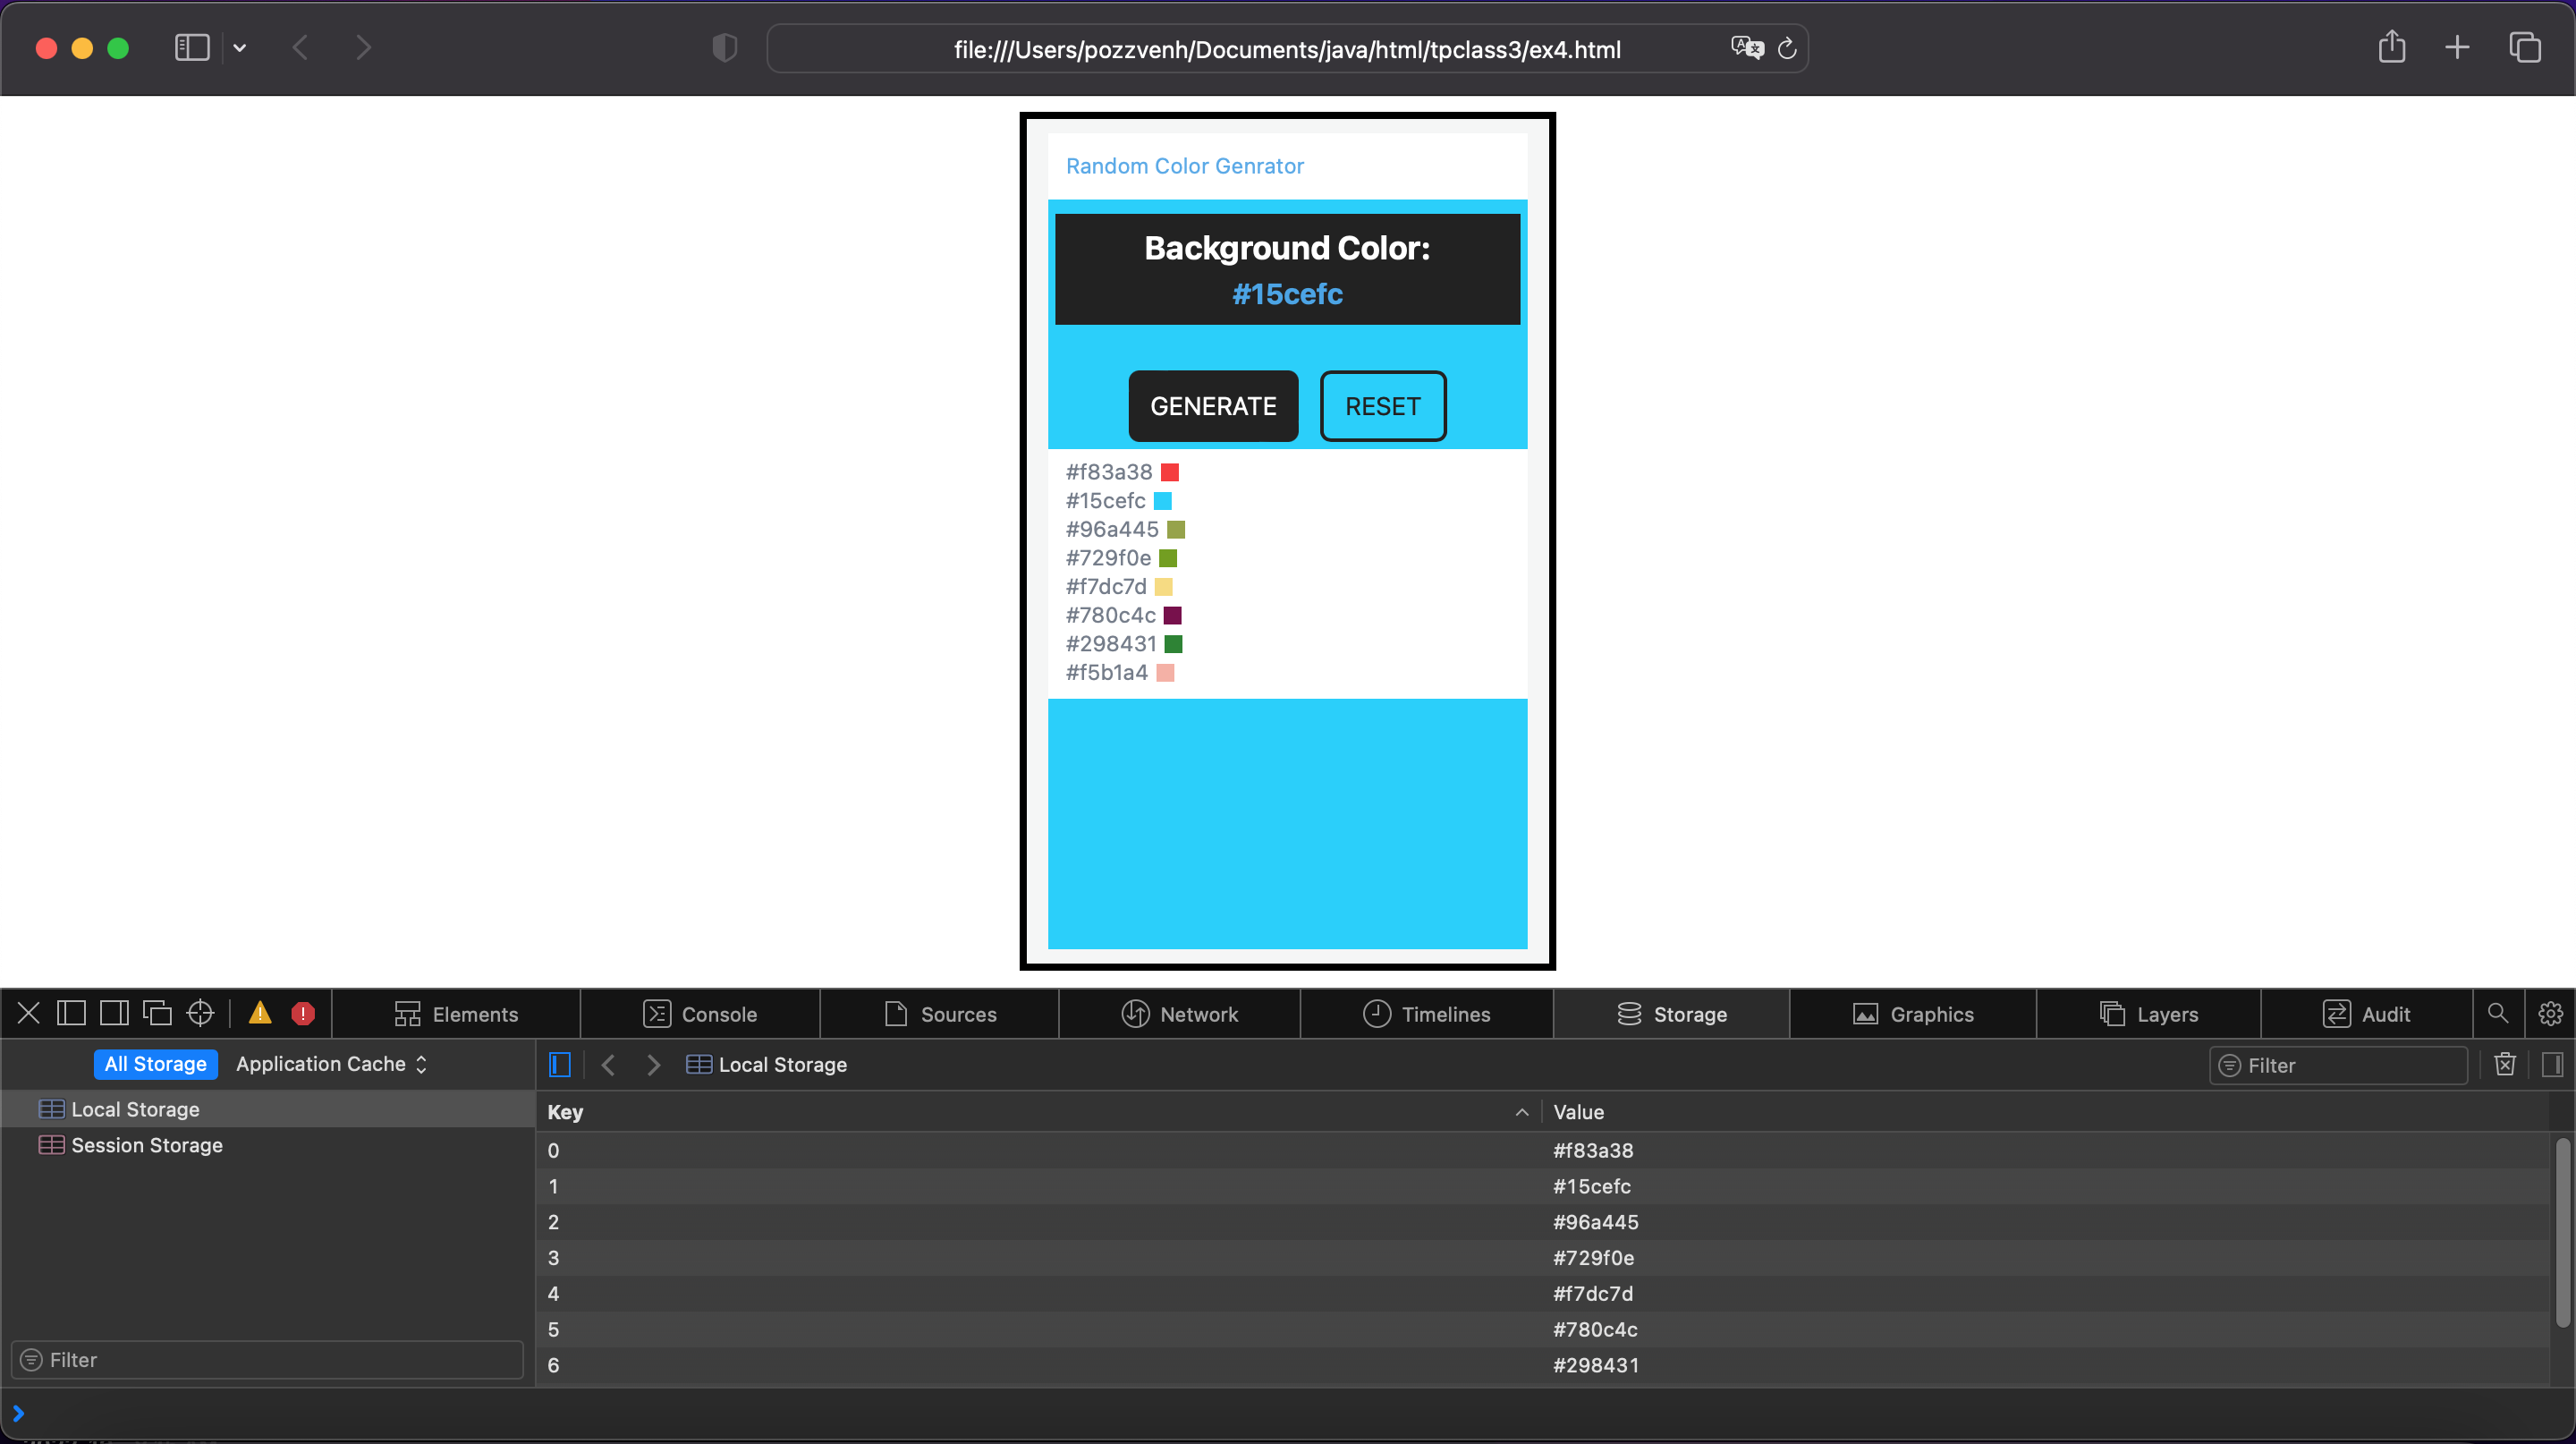 file:///Users/pozzvenh/Documents/java/html/tpclass3/ex4.html
Random Color Genrator
Background Color:
#15cefc
GENERATE RESET
#f83a38
#15cefc
#96a445
#729f0e
#f7dc7d
#780c4c
#298431
#f5b1a4
Elements Console Sources Network Timelines Storage Graphics Layers Audit
All Storage Application Cache Local Storage Filter
Local Storage
Session Storage
Filter
Key Value
0 #f83a38
1 #15cefc
2 #96a445
3 #729f0e
4 #f7dc7d
5 #780c4c
6 #298431